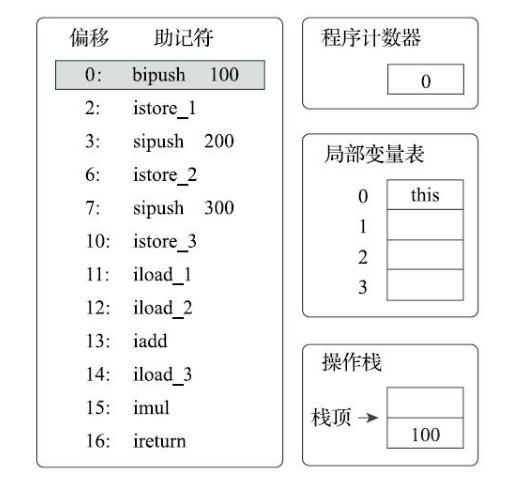 偏移 助记符
0: bipush 100
2: istore_1
3: sipush 200
6: istore_2
7: sipush 300
10: istore_3
11: iload_1
12: iload_2
13: iadd
14: iload_3
15: imul
16: ireturn
程序计数器
0
局部变量表
0 this
1
2
3
操作栈
栈顶
100